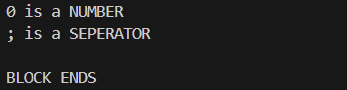 0 is a NUMBER
; is a SEPERATOR
BLOCK ENDS